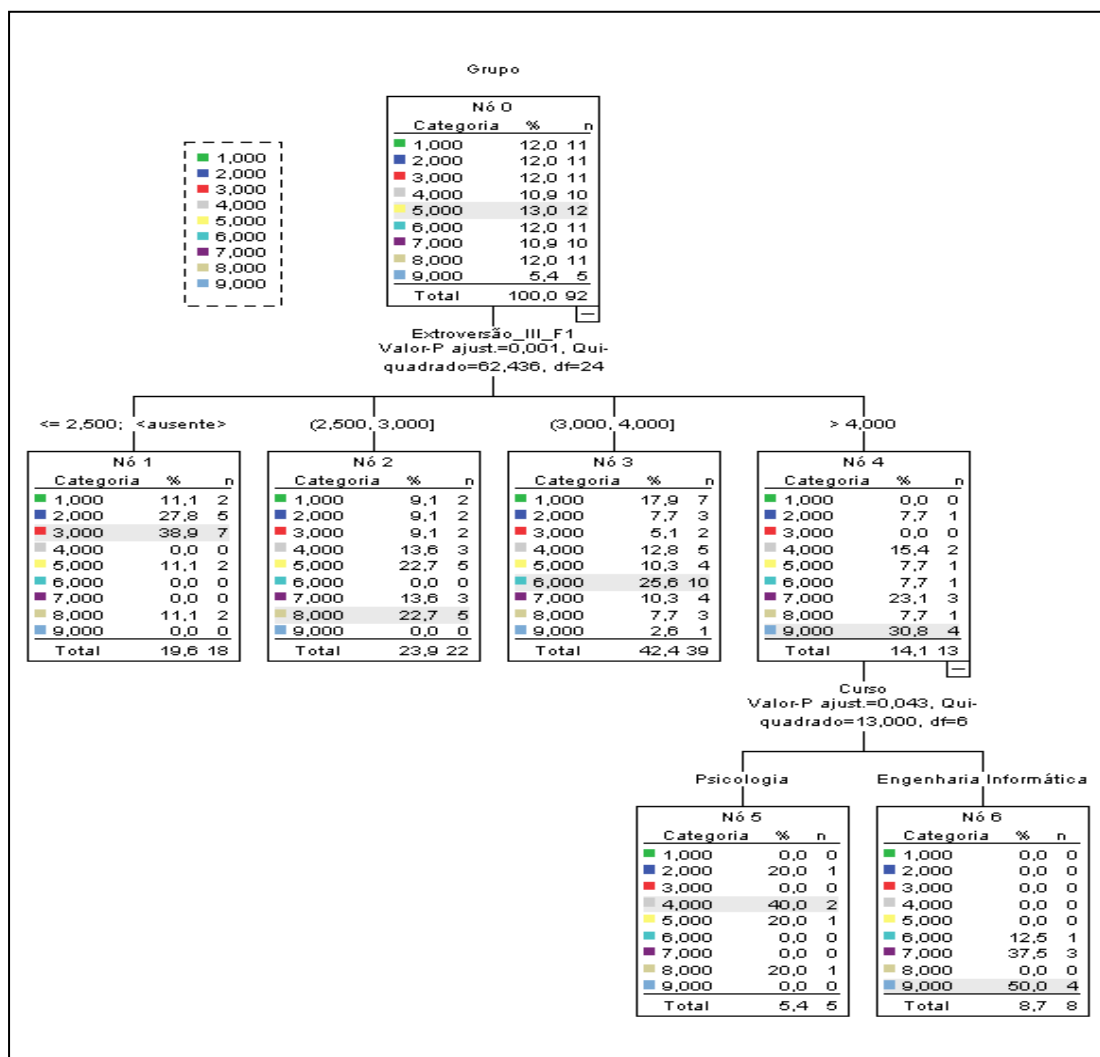 Grupo
Nó 0
Categoria % n
1,000 12,0 11
2,000 12,0 11
3,000 12,0 11
4,000 10,9 10
5,000 13,0 12
6,000 12,0 11
7,000 10,9 10
8,000 12,0 11
9,000 5,4 5
Total 100,0 92
1,000
2,000
3,000
4,000
5,000
6,000
7,000
8,000
9,000
Extroversão_III_F1
Valor-P ajust.=0,001, Qui-
quadrado=62,436, df=24
<= 2,500; <ausente>
Nó 1
Categoria % n
1,000 11,1 2
2,000 27,8 5
3,000 38,9 7
4,000 0,0 0
5,000 11,1 2
6,000 0,0 0
7,000 0,0 0
8,000 11,1 2
9,000 0,0 0
Total 19,6 18
(2,500, 3,000]
Nó 2
Categoria % n
1,000 9,1 2
2,000 9,1 2
3,000 9,1 2
4,000 13,6 3
5,000 22,7 5
6,000 0,0 0
7,000 13,6 3
8,000 22,7 5
9,000 0,0 0
Total 23,9 22
(3,000, 4,000]
Nó 3
Categoria % n
1,000 17,9 7
2,000 7,7 3
3,000 5,1 2
4,000 12,8 5
5,000 10,3 4
6,000 25,6 10
7,000 10,3 4
8,000 7,7 3
9,000 2,6 1
Total 42,4 39
> 4,000
Nó 4
Categoria % n
1,000 0,0 0
2,000 7,7 1
3,000 0,0 0
4,000 15,4 2
5,000 7,7 1
6,000 7,7 1
7,000 23,1 3
8,000 7,7 1
9,000 30,8 4
Total 14,1 13
Curso
Valor-P ajust.=0,043, Qui-
quadrado=13,000, df=6
Psicologia
Nó 5
Categoria % n
1,000 0,0 0
2,000 20,0 1
3,000 0,0 0
4,000 40,0 2
5,000 20,0 1
6,000 0,0 0
7,000 0,0 0
8,000 20,0 1
9,000 0,0 0
Total 5,4 5
Engenharia Informática
Nó 6
Categoria % n
1,000 0,0 0
2,000 0,0 0
3,000 0,0 0
4,000 0,0 0
5,000 0,0 0
6,000 12,5 1
7,000 37,5 3
8,000 0,0 0
9,000 50,0 4
Total 8,7 8